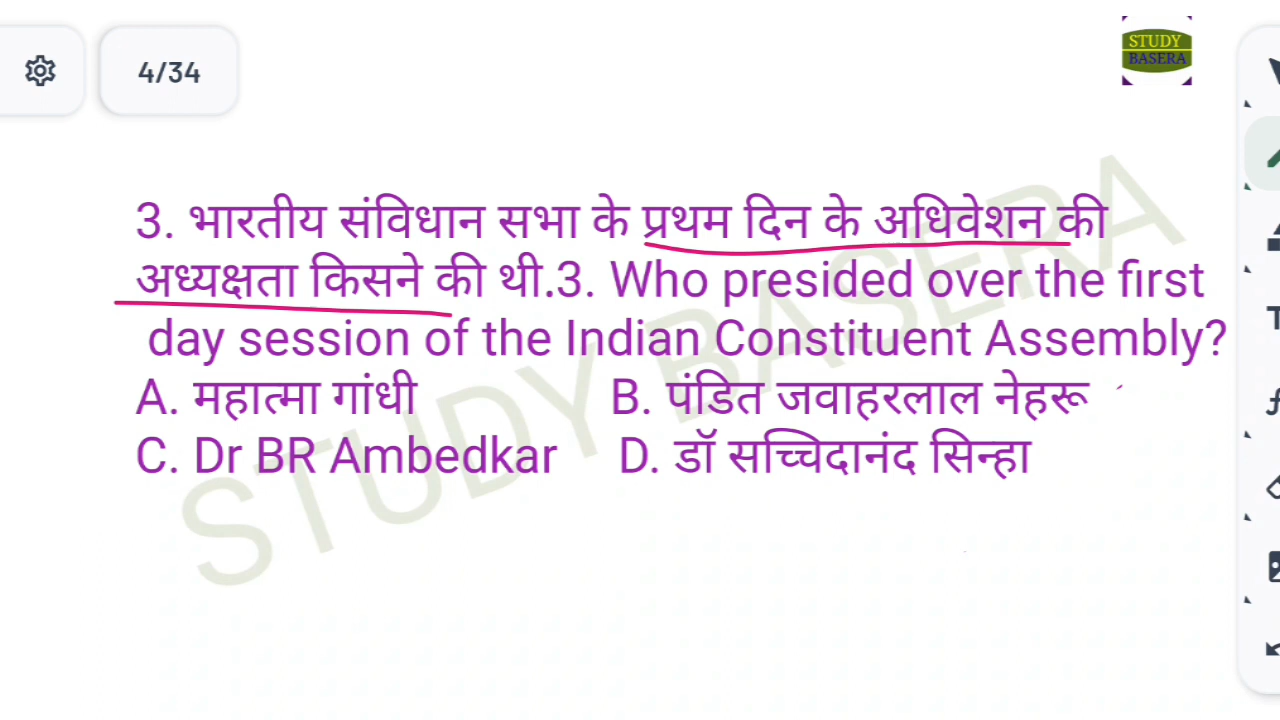 4/34
STUDY
BASERA
3. भारतीय संविधान सभा के प्रथम दिन के अधिवेशन की
अध्यक्षता किसने की थी.3. Who presided over the first
day session of the Indian Constituent Assembly?
A. महात्मा गांधी B. पंडित जवाहरलाल नेहरू
C. Dr BR Ambedkar D. डॉ सच्चिदानंद सिन्हा
STUDY BASERA